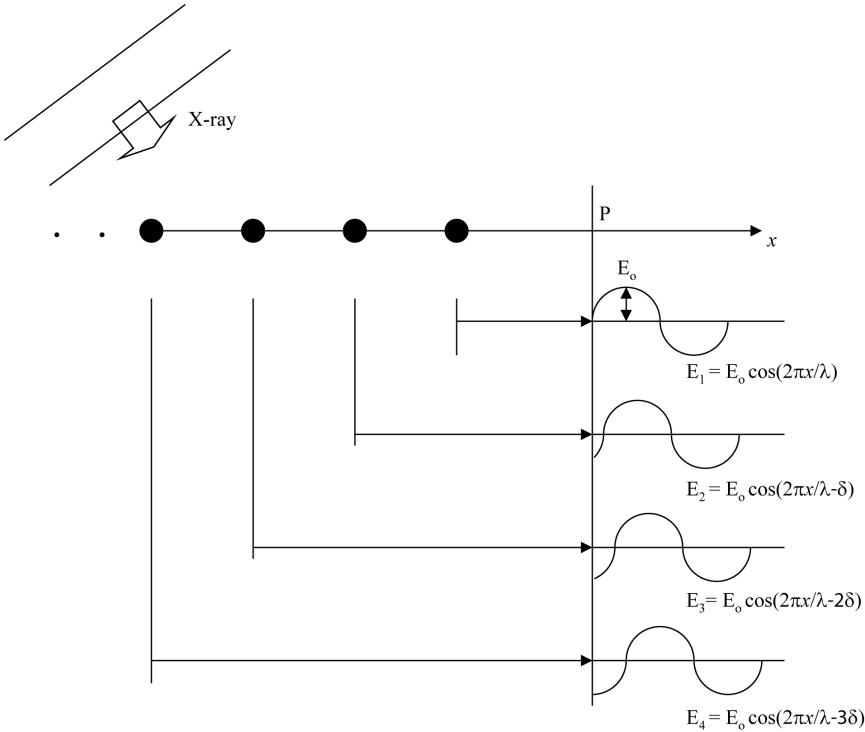 X-ray
P
x
Eₒ
E₁ = Eₒ cos(2πx/λ)
E₂ = Eₒ cos(2πx/λ-δ)
E₃= Eₒ cos(2πx/λ-2δ)
E₄ = Eₒ cos(2πx/λ-3δ)